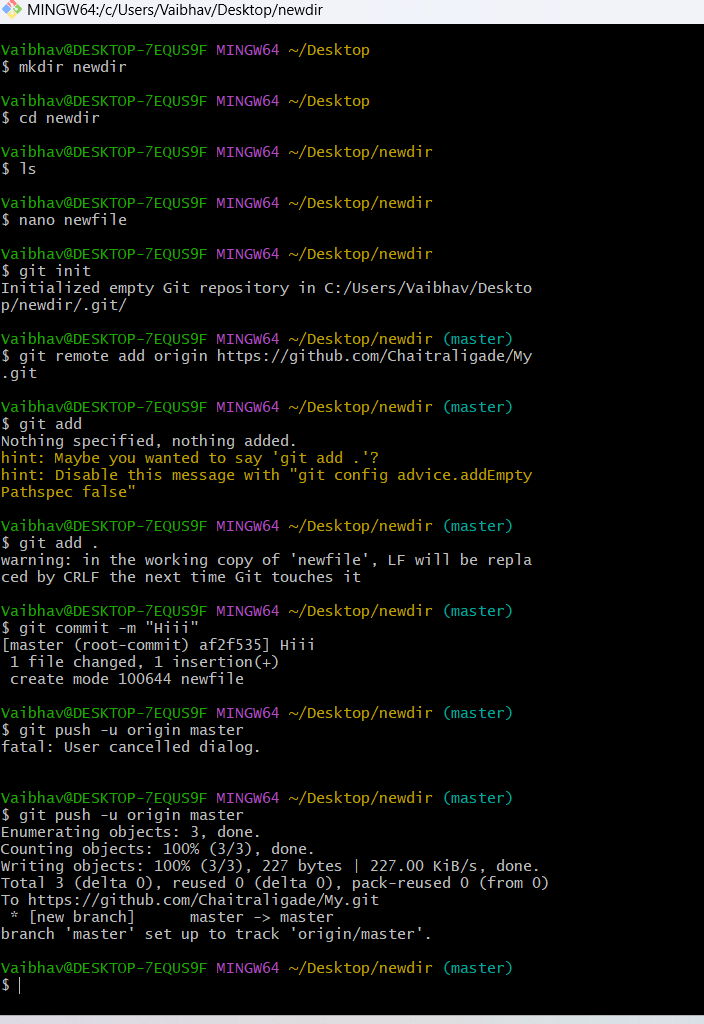 MINGW64:/c/Users/Vaibhav/Desktop/newdir
Vaibhav@DESKTOP-7EQUS9F MINGW64 ~/Desktop
$ mkdir newdir
Vaibhav@DESKTOP-7EQUS9F MINGW64 ~/Desktop
$ cd newdir
Vaibhav@DESKTOP-7EQUS9F MINGW64 ~/Desktop/newdir
$ ls
Vaibhav@DESKTOP-7EQUS9F MINGW64 ~/Desktop/newdir
$ nano newfile
Vaibhav@DESKTOP-7EQUS9F MINGW64 ~/Desktop/newdir
$ git init
Initialized empty Git repository in C:/Users/Vaibhav/Deskto
p/newdir/.git/
Vaibhav@DESKTOP-7EQUS9F MINGW64 ~/Desktop/newdir (master)
$ git remote add origin https://github.com/Chaitraligade/My
.git
Vaibhav@DESKTOP-7EQUS9F MINGW64 ~/Desktop/newdir (master)
$ git add
Nothing specified, nothing added.
hint: Maybe you wanted to say 'git add .'?
hint: Disable this message with "git config advice.addEmpty
Pathspec false"
Vaibhav@DESKTOP-7EQUS9F MINGW64 ~/Desktop/newdir (master)
$ git add .
warning: in the working copy of 'newfile', LF will be repla
ced by CRLF the next time Git touches it
Vaibhav@DESKTOP-7EQUS9F MINGW64 ~/Desktop/newdir (master)
$ git commit -m "Hiii"
[master (root-commit) af2f535] Hiii
 1 file changed, 1 insertion(+)
 create mode 100644 newfile
Vaibhav@DESKTOP-7EQUS9F MINGW64 ~/Desktop/newdir (master)
$ git push -u origin master
fatal: User cancelled dialog.
Vaibhav@DESKTOP-7EQUS9F MINGW64 ~/Desktop/newdir (master)
$ git push -u origin master
Enumerating objects: 3, done.
Counting objects: 100% (3/3), done.
Writing objects: 100% (3/3), 227 bytes | 227.00 KiB/s, done.
Total 3 (delta 0), reused 0 (delta 0), pack-reused 0 (from 0)
To https://github.com/Chaitraligade/My.git
 * [new branch]      master -> master
branch 'master' set up to track 'origin/master'.
Vaibhav@DESKTOP-7EQUS9F MINGW64 ~/Desktop/newdir (master)
$